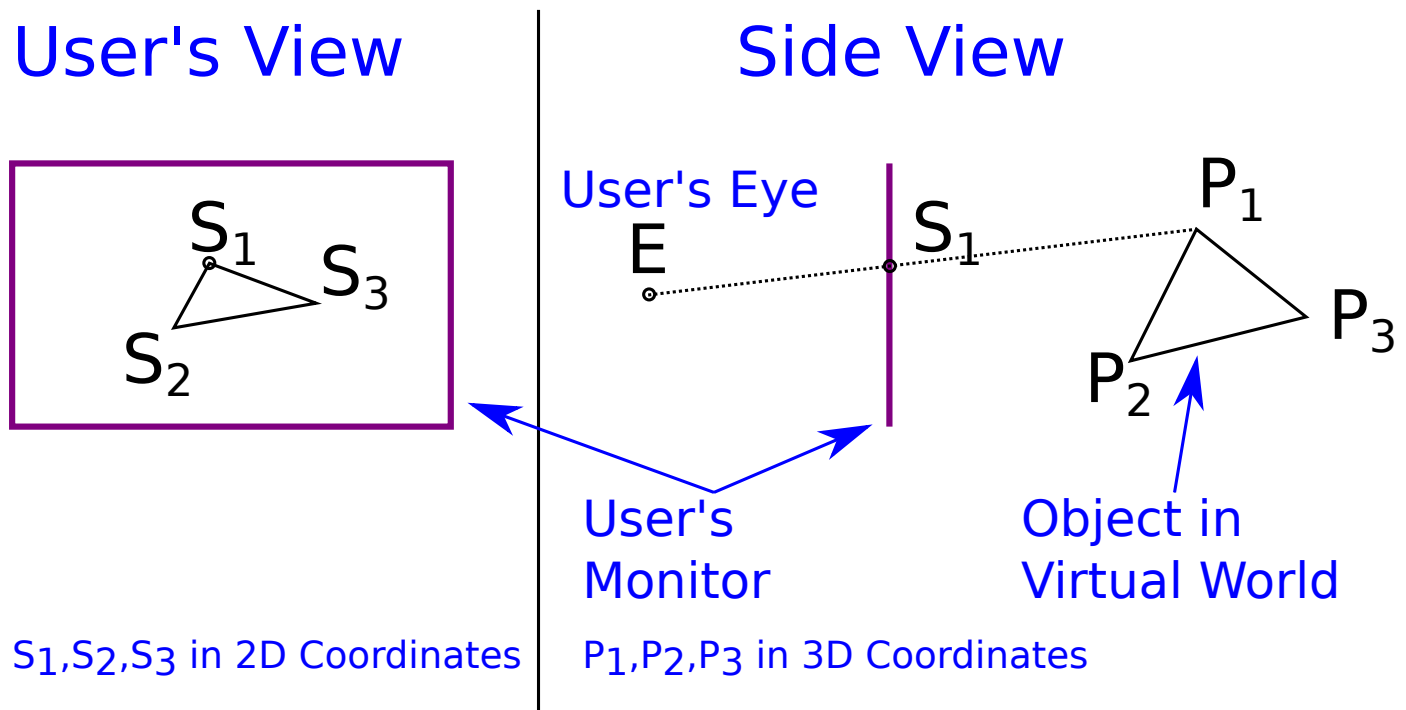 User's View
S1
S3
S2
S1,S2,S3 in 2D Coordinates
Side View
User's Eye
E
S1
P1
P3
P2
User's
Monitor
Object in
Virtual World
P1,P2,P3 in 3D Coordinates